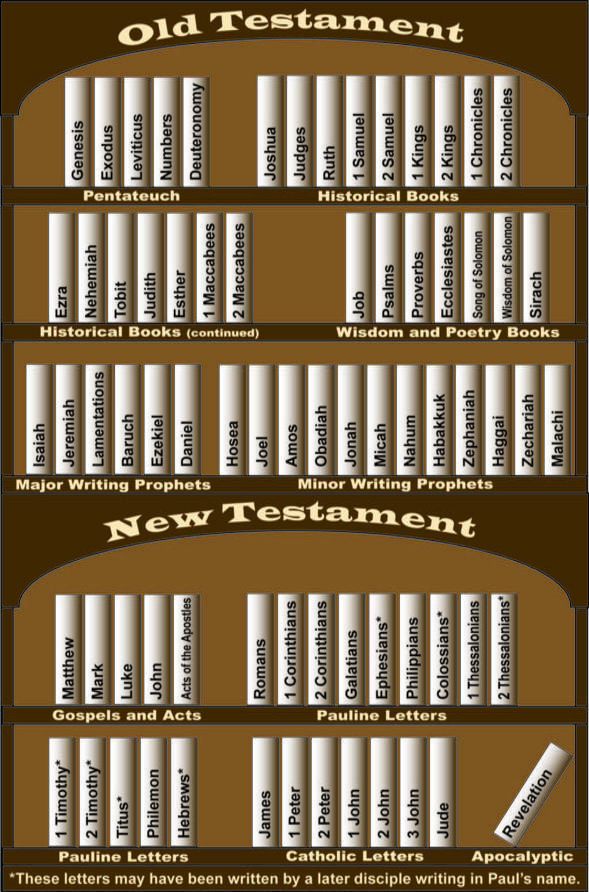 Old Testament
Genesis
Exodus
Leviticus
Numbers
Deuteronomy
Pentateuch
Joshua
Judges
Ruth
1 Samuel
2 Samuel
1 Kings
2 Kings
1 Chronicles
2 Chronicles
Historical Books
Ezra
Nehemiah
Tobit
Judith
Esther
1 Maccabees
2 Maccabees
Historical Books (continued)
Job
Psalms
Proverbs
Ecclesiastes
Song of Solomon
Wisdom of Solomon
Sirach
Wisdom and Poetry Books
Isaiah
Jeremiah
Lamentations
Baruch
Ezekiel
Daniel
Major Writing Prophets
Hosea
Joel
Amos
Obadiah
Jonah
Micah
Nahum
Habakkuk
Zephaniah
Haggai
Zechariah
Malachi
Minor Writing Prophets
New Testament
Matthew
Mark
Luke
John
Acts of the Apostles
Gospels and Acts
Romans
1 Corinthians
2 Corinthians
Galatians
Ephesians*
Philippians
Colossians*
1 Thessalonians
2 Thessalonians*
Pauline Letters
1 Timothy*
2 Timothy*
Titus*
Philemon
Hebrews*
Pauline Letters
James
1 Peter
2 Peter
1 John
2 John
3 John
Jude
Catholic Letters
Revelation
Apocalyptic
*These letters may have been written by a later disciple writing in Paul's name.